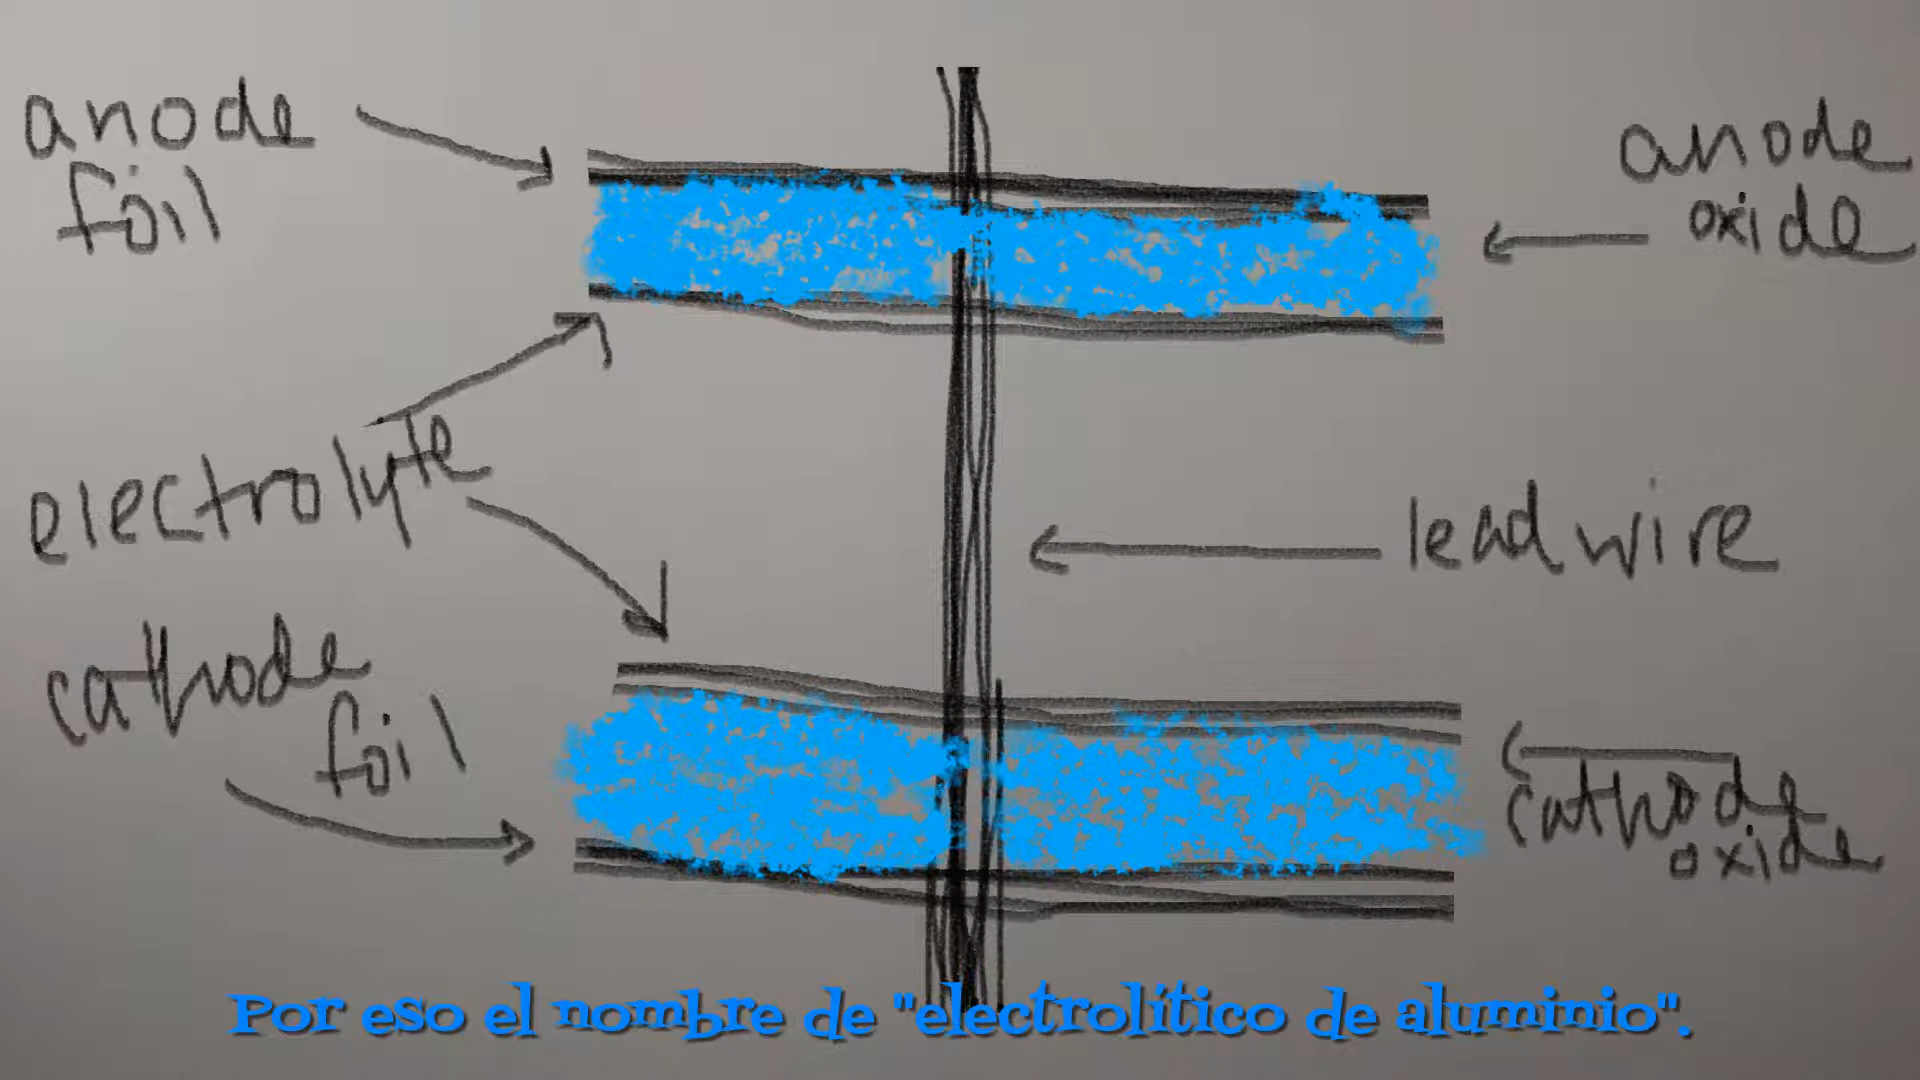 anode
foil
anode
oxide
electrolyte
lead wire
cathode
foil
cathode
oxide
Por eso el nombre de "electrolítico de aluminio".